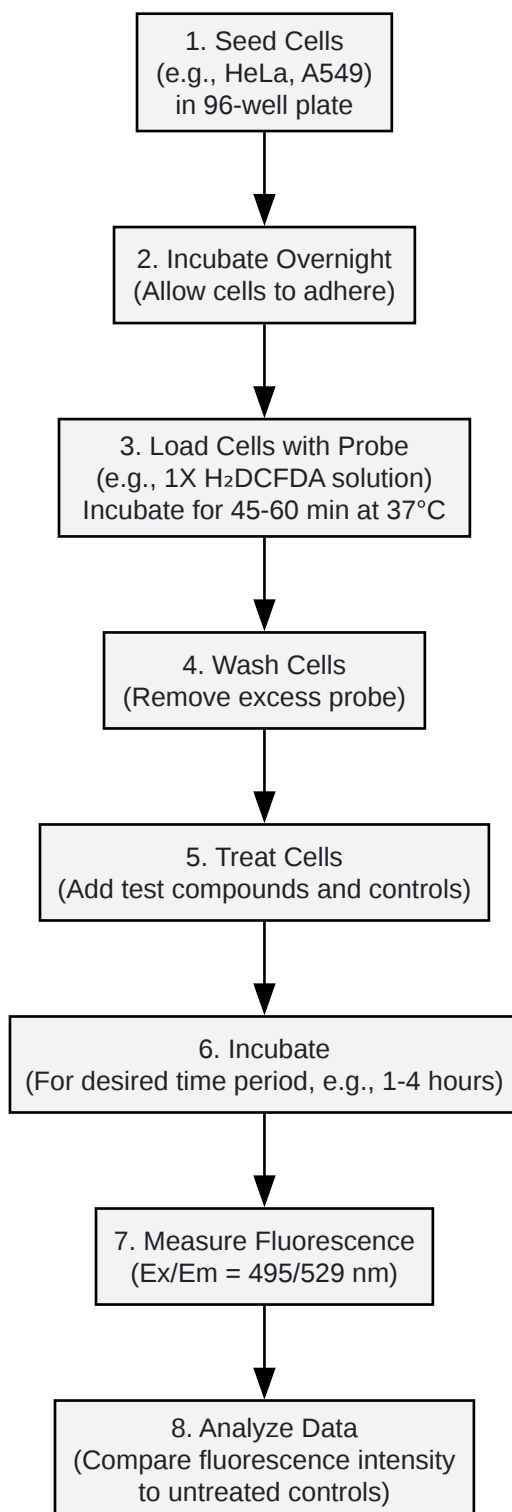 1. Seed Cells
(e.g., HeLa, A549)
in 96-well plate
2. Incubate Overnight
(Allow cells to adhere)
3. Load Cells with Probe
(e.g., 1X H₂DCFDA solution)
Incubate for 45-60 min at 37°C
4. Wash Cells
(Remove excess probe)
5. Treat Cells
(Add test compounds and controls)
6. Incubate
(For desired time period, e.g., 1-4 hours)
7. Measure Fluorescence
(Ex/Em = 495/529 nm)
8. Analyze Data
(Compare fluorescence intensity
to untreated controls)